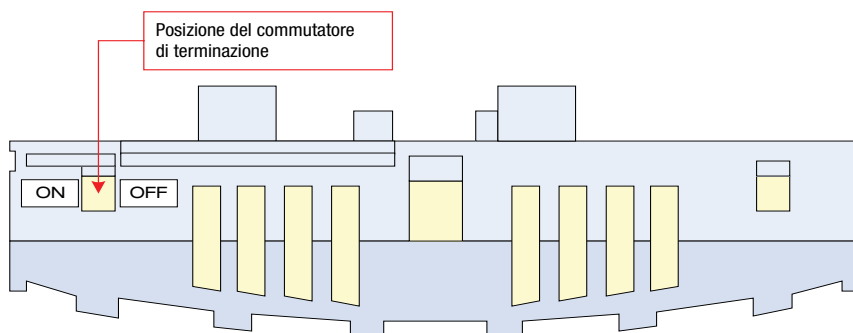 Posizione del commutatore
di terminazione
ON OFF